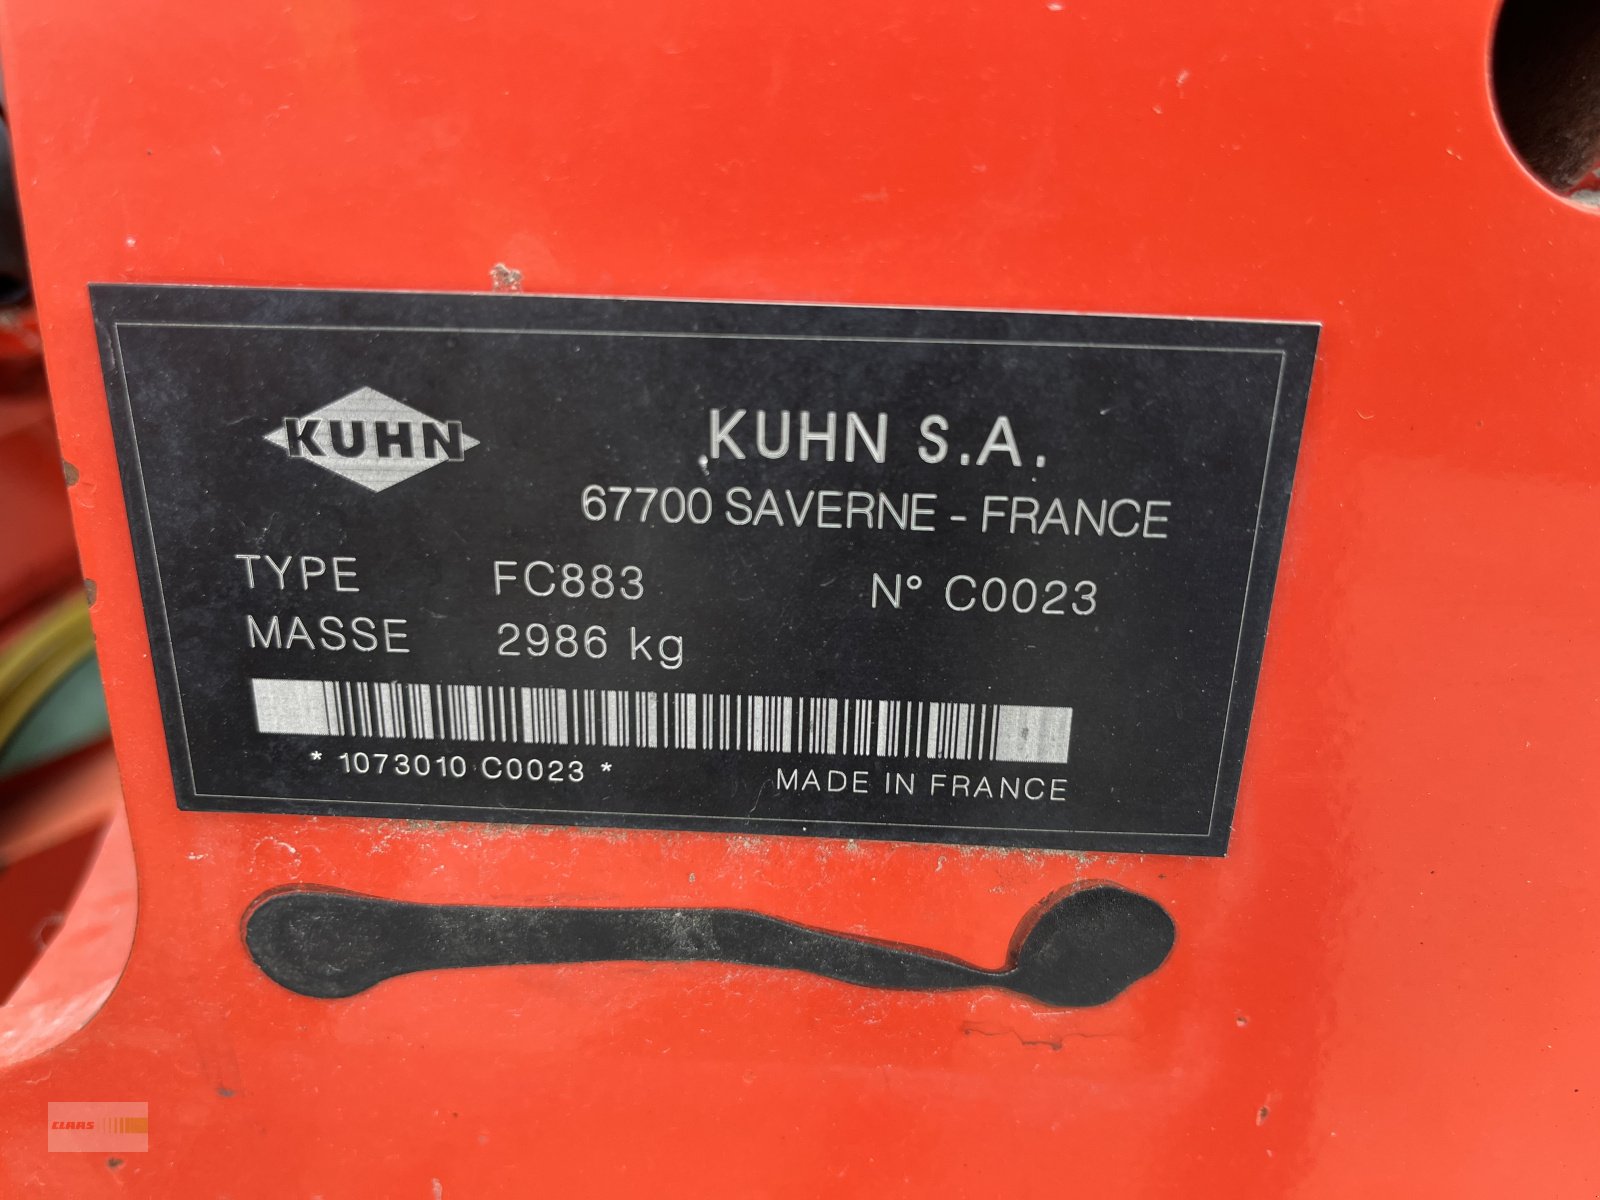 KUHN
KUHN S.A.
67700 SAVERNE - FRANCE
TYPE FC883 N° C0023
MASSE 2986 kg
* 1073010 C0023 *
MADE IN FRANCE
CLAAS